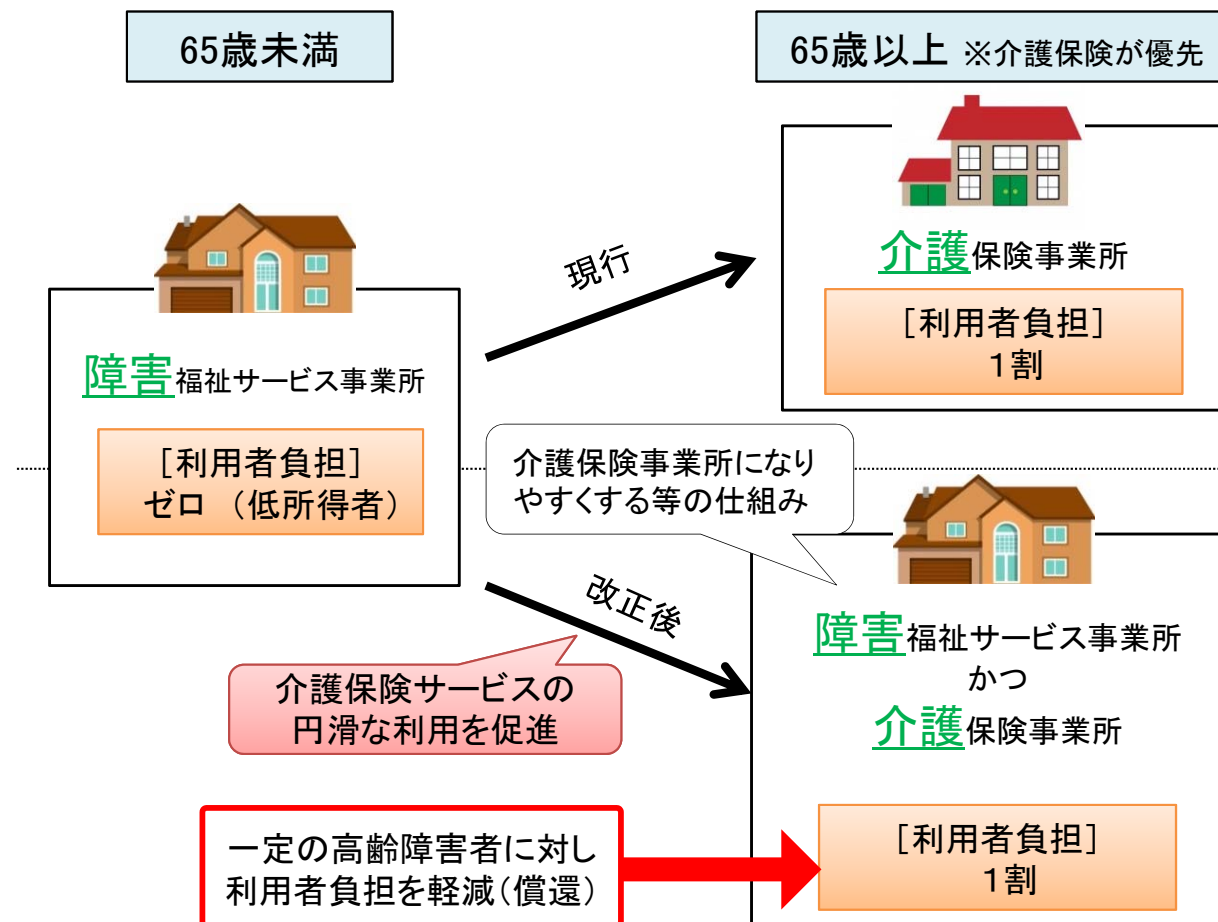 65歳未満
65歳以上 ※介護保険が優先
現行
介護保険事業所
[利用者負担]
1割
障害福祉サービス事業所
[利用者負担]
ゼロ (低所得者)
介護保険事業所になり
やすくする等の仕組み
改正後
介護保険サービスの
円滑な利用を促進
障害福祉サービス事業所
かつ
介護保険事業所
一定の高齢障害者に対し
利用者負担を軽減(償還)
[利用者負担]
1割